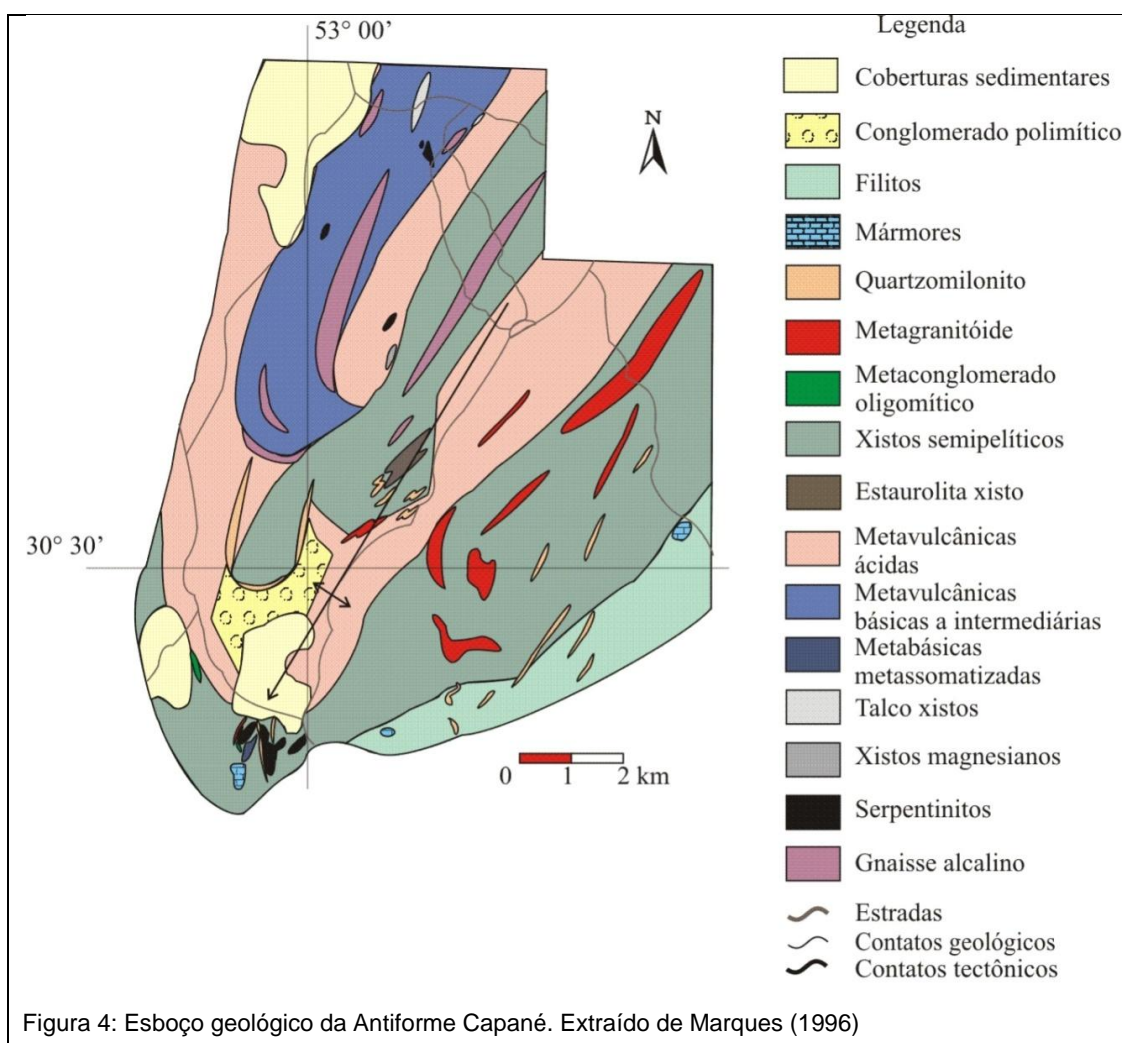 53° 00’
Legenda
Coberturas sedimentares
Conglomerado polimítico
N
Filitos
Mármores
Quartzomilonito
Metagranitóide
Metaconglomerado
oligomítico
Xistos semipelíticos
Estaurolita xisto
30° 30’
Metavulcânicas
ácidas
Metavulcânicas
básicas a intermediárias
Metabásicas
metassomatizadas
Talco xistos
0 1 2 km
Xistos magnesianos
Serpentinitos
Gnaisse alcalino
Estradas
Contatos geológicos
Contatos tectônicos
Figura 4: Esboço geológico da Antiforme Capané. Extraído de Marques (1996)